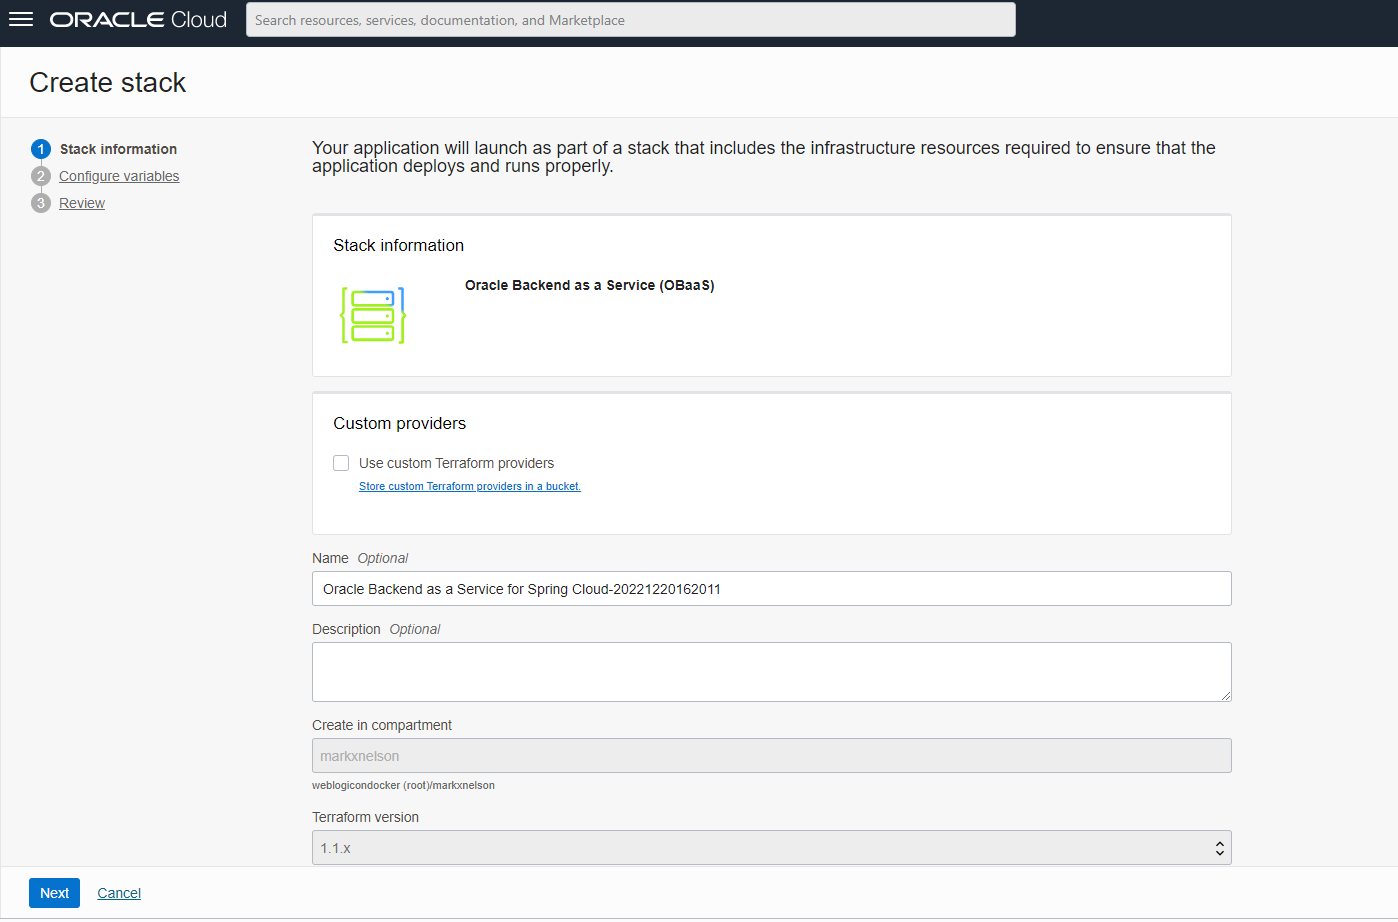 ORACLE Cloud
Search resources, services, documentation, and Marketplace
Create stack
1 Stack information
2 Configure variables
3 Review
Your application will launch as part of a stack that includes the infrastructure resources required to ensure that the
application deploys and runs properly.
Stack information
Oracle Backend as a Service (OBaaS)
Custom providers
Use custom Terraform providers
Store custom Terraform providers in a bucket.
Name Optional
Oracle Backend as a Service for Spring Cloud-20221220162011
Description Optional
Create in compartment
markxnelson
weblogicondocker (root)/markxnelson
Terraform version
1.1.x
Next Cancel